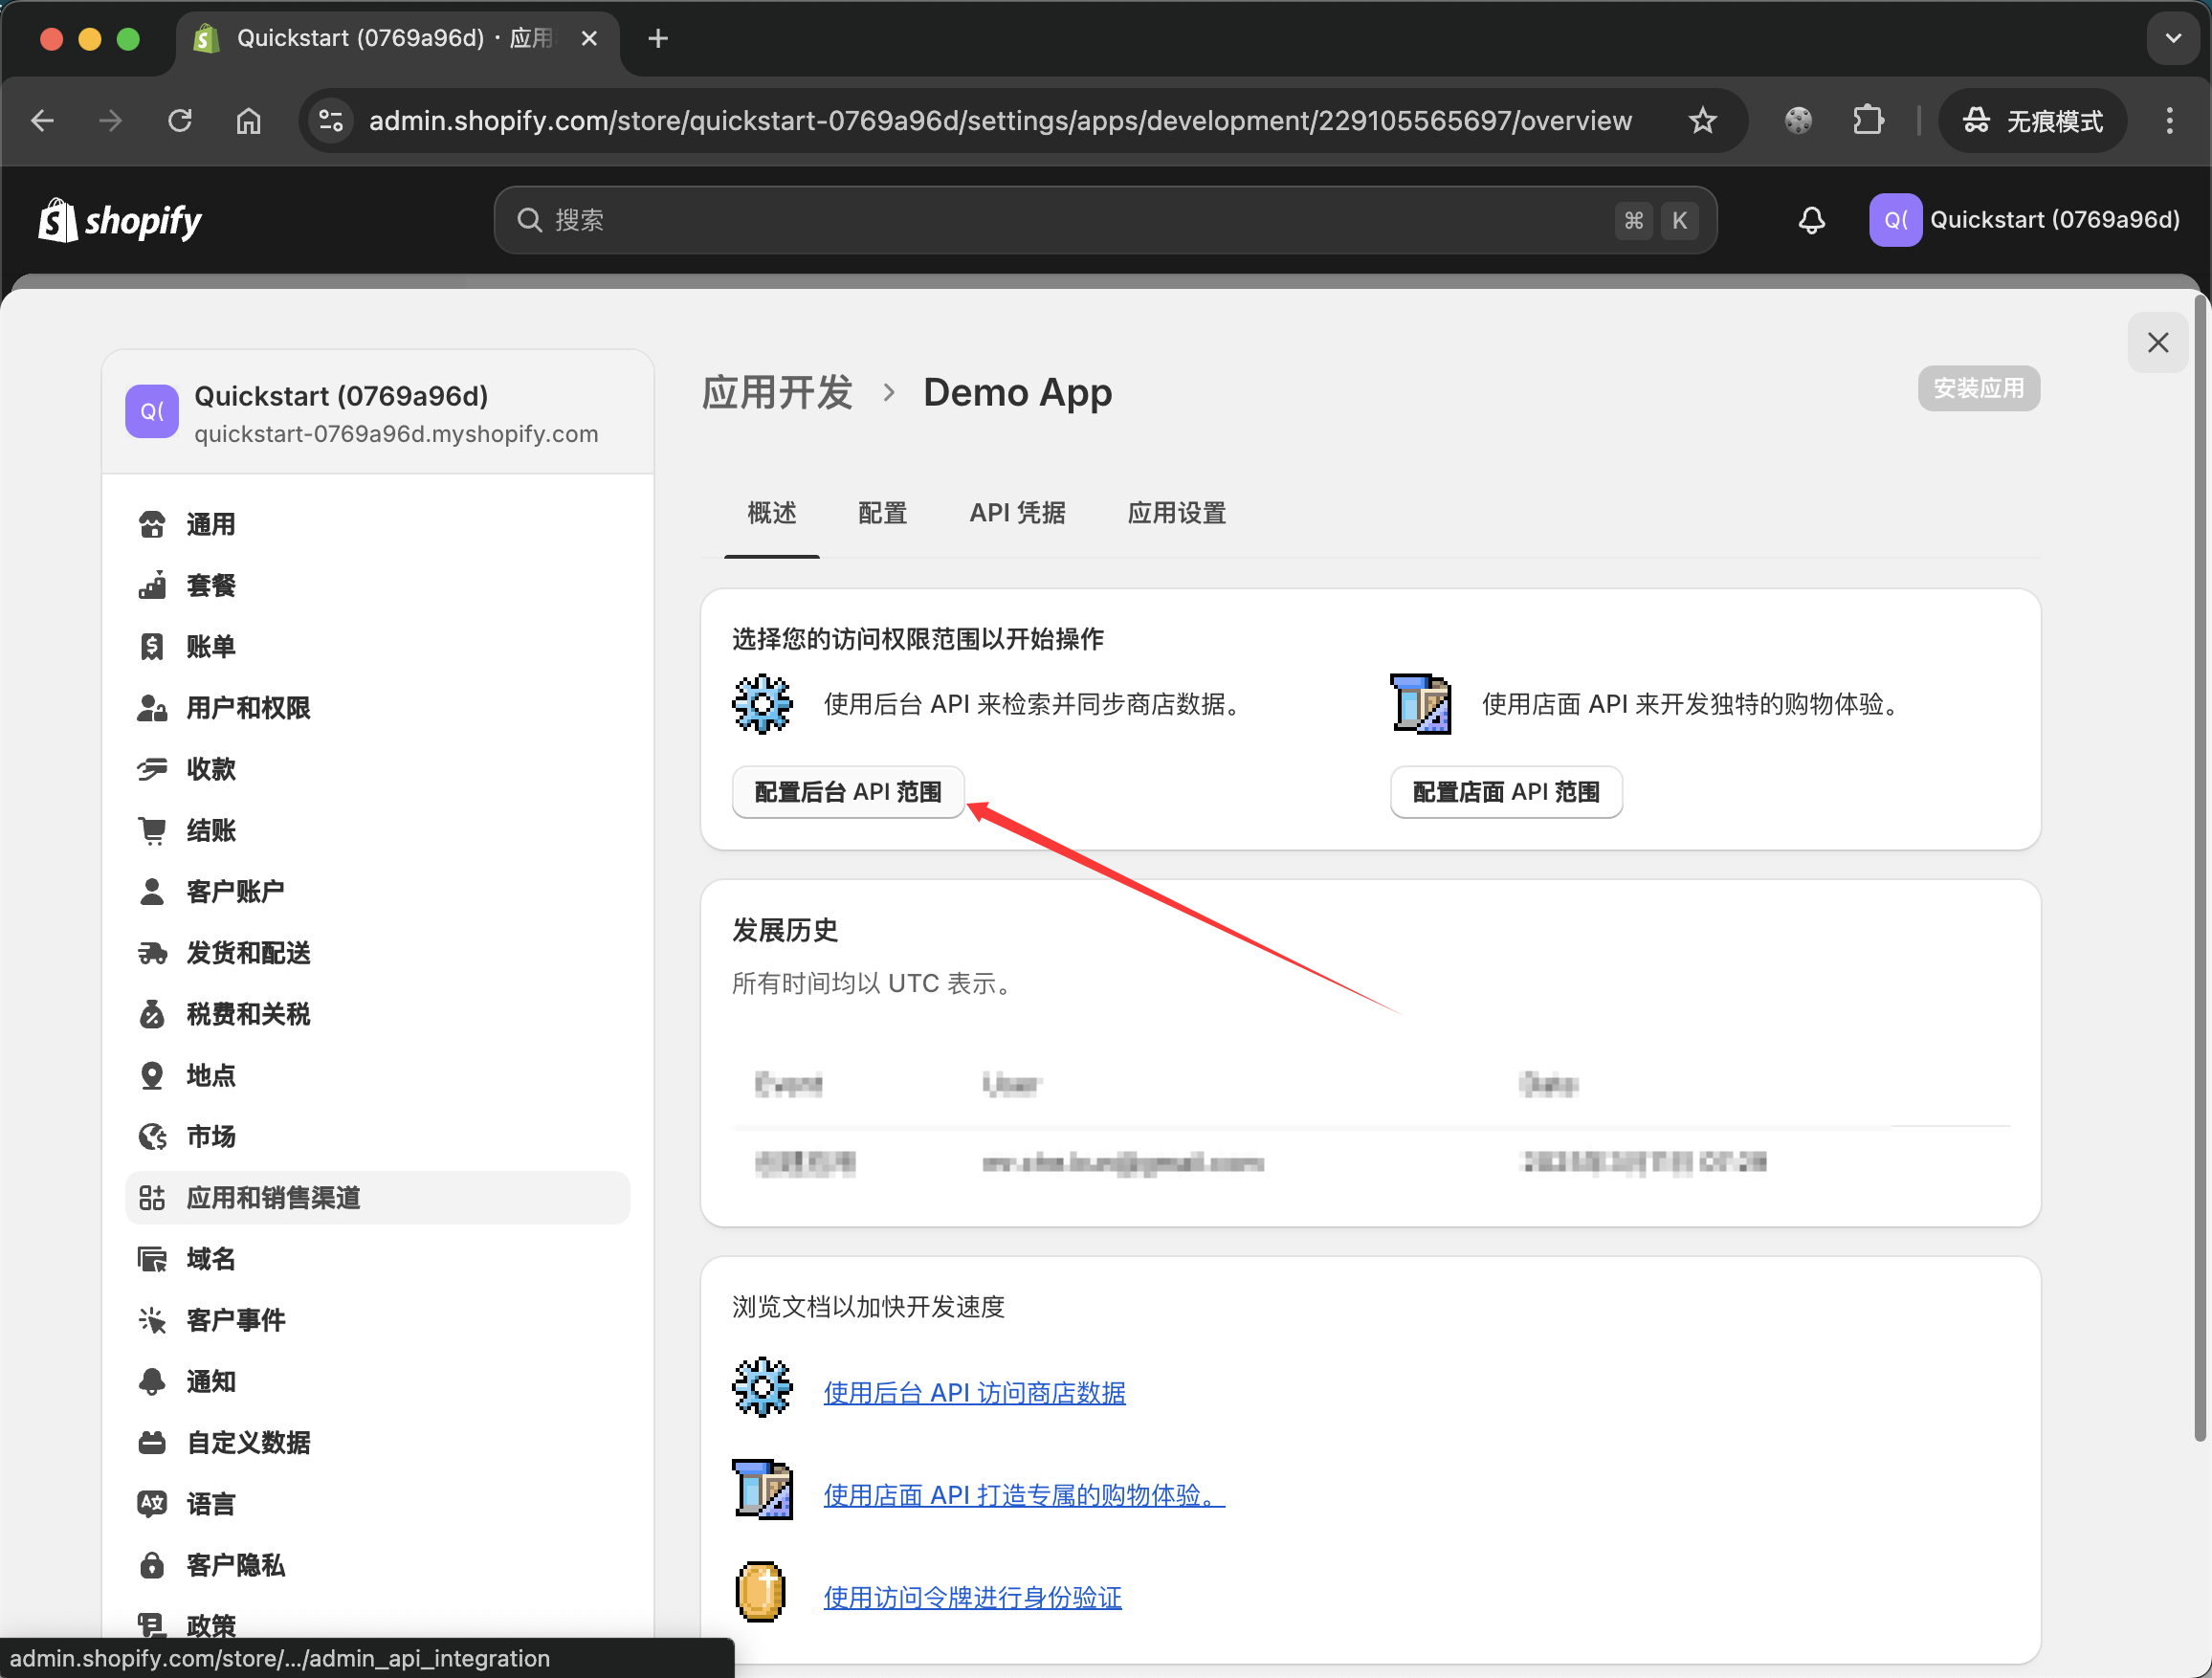 Quickstart (0769a96d) · 应用
admin.shopify.com/store/quickstart-0769a96d/settings/apps/development/229105565697/overview
无痕模式
shopify
搜索
⌘ K
Q(
Quickstart (0769a96d)
Q(
Quickstart (0769a96d)
quickstart-0769a96d.myshopify.com
通用
套餐
账单
用户和权限
收款
结账
客户账户
发货和配送
税费和关税
地点
市场
应用和销售渠道
域名
客户事件
通知
自定义数据
语言
客户隐私
政策
admin.shopify.com/store/.../admin_api_integration
应用开发 › Demo App
安装应用
概述 配置 API 凭据 应用设置
选择您的访问权限范围以开始操作
使用后台 API 来检索并同步商店数据。
配置后台 API 范围
使用店面 API 来开发独特的购物体验。
配置店面 API 范围
发展历史
所有时间均以 UTC 表示。
浏览文档以加快开发速度
使用后台 API 访问商店数据
使用店面 API 打造专属的购物体验。
使用访问令牌进行身份验证